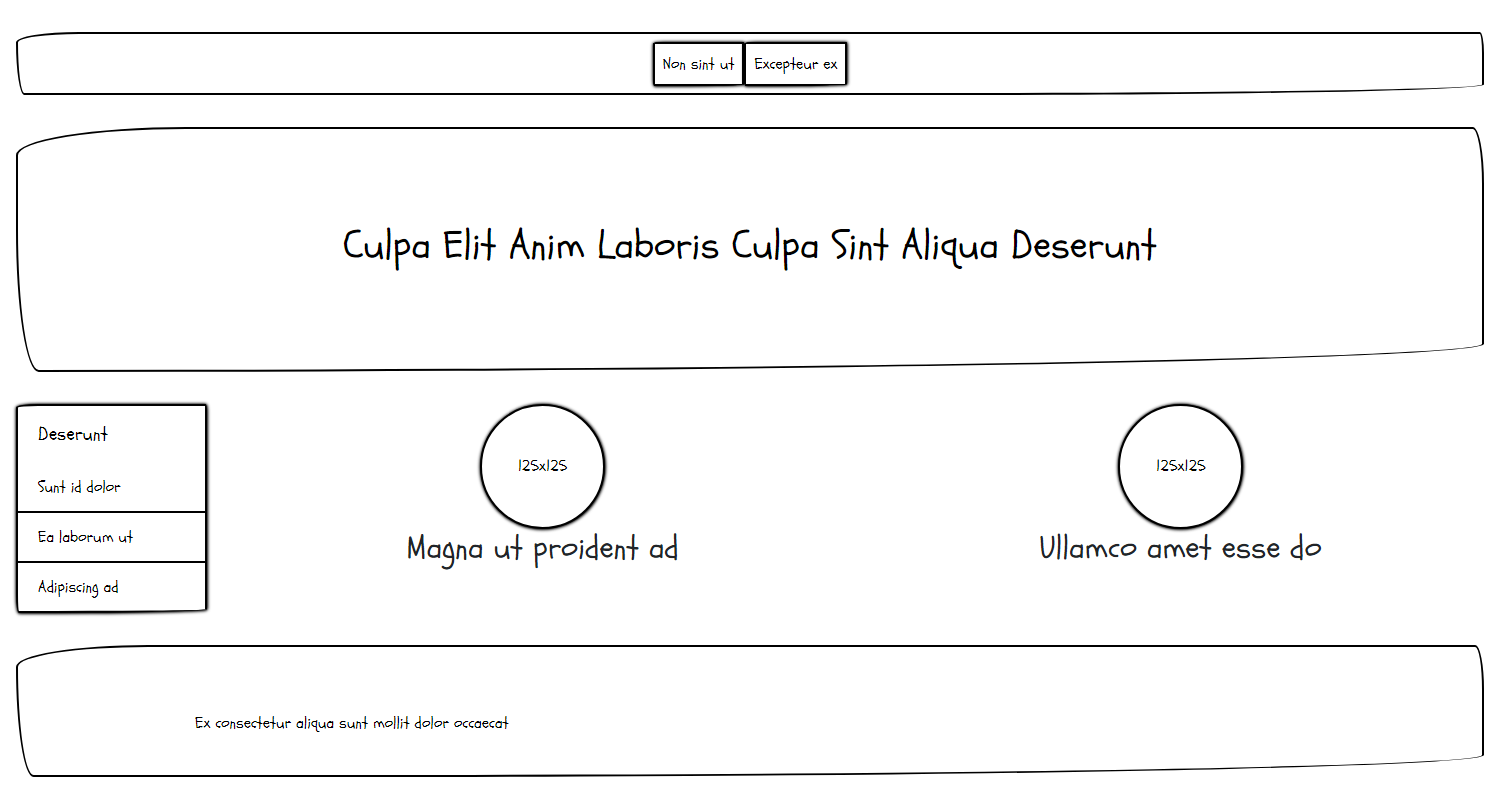 Non sint ut
Excepteur ex
Culpa Elit Anim Laboris Culpa Sint Aliqua Deserunt
Deserunt
Sunt id dolor
Ea laborum ut
Adipiscing ad
125x125
Magna ut proident ad
125x125
Ullamco amet esse do
Ex consectetur aliqua sunt mollit dolor occaecat